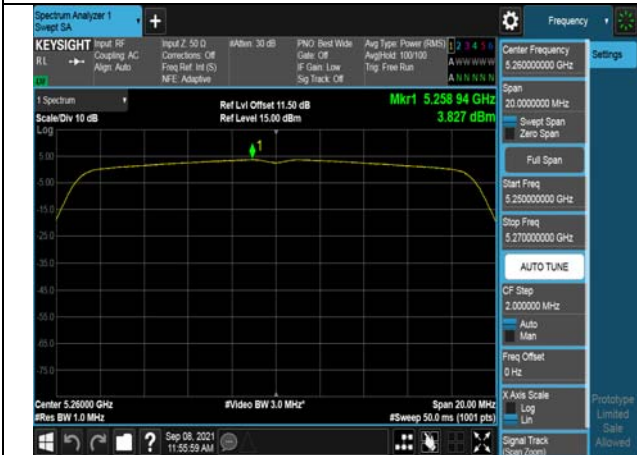 Spectrum Analyzer 1
Swept SA
Frequency
KEYSIGHT
RL
Input: RF
Coupling: AC
Align: Auto
Input Z: 50 Ω
Corrections: Off
Freq Ref: Int (S)
NFE: Adaptive
#Atten: 30 dB
PNO: Best Wide
Gate: Off
IF Gain: Low
Sig Track: Off
Avg Type: Power (RMS)
Avg|Hold: 100/100
Trig: Free Run
1 2 3 4 5 6
A W W W W W
A N N N N N
1 Spectrum
Scale/Div 10 dB
Log
Ref Lvl Offset 11.50 dB
Ref Level 15.00 dBm
Mkr1 5.258 94 GHz
3.827 dBm
1
5.00
-5.00
-15.0
-25.0
-35.0
-45.0
-55.0
-65.0
-75.0
Center 5.26000 GHz
#Res BW 1.0 MHz
#Video BW 3.0 MHz*
Span 20.00 MHz
#Sweep 50.0 ms (1001 pts)
Sep 08, 2021
11:55:59 AM
Center Frequency
5.260000000 GHz
Settings
Span
20.0000000 MHz
Swept Span
Zero Span
Full Span
Start Freq
5.250000000 GHz
Stop Freq
5.270000000 GHz
AUTO TUNE
CF Step
2.000000 MHz
Auto
Man
Freq Offset
0 Hz
X Axis Scale
Log
Lin
Signal Track
(Span Zoom)
Prototype
Limited
Sale
Allowed